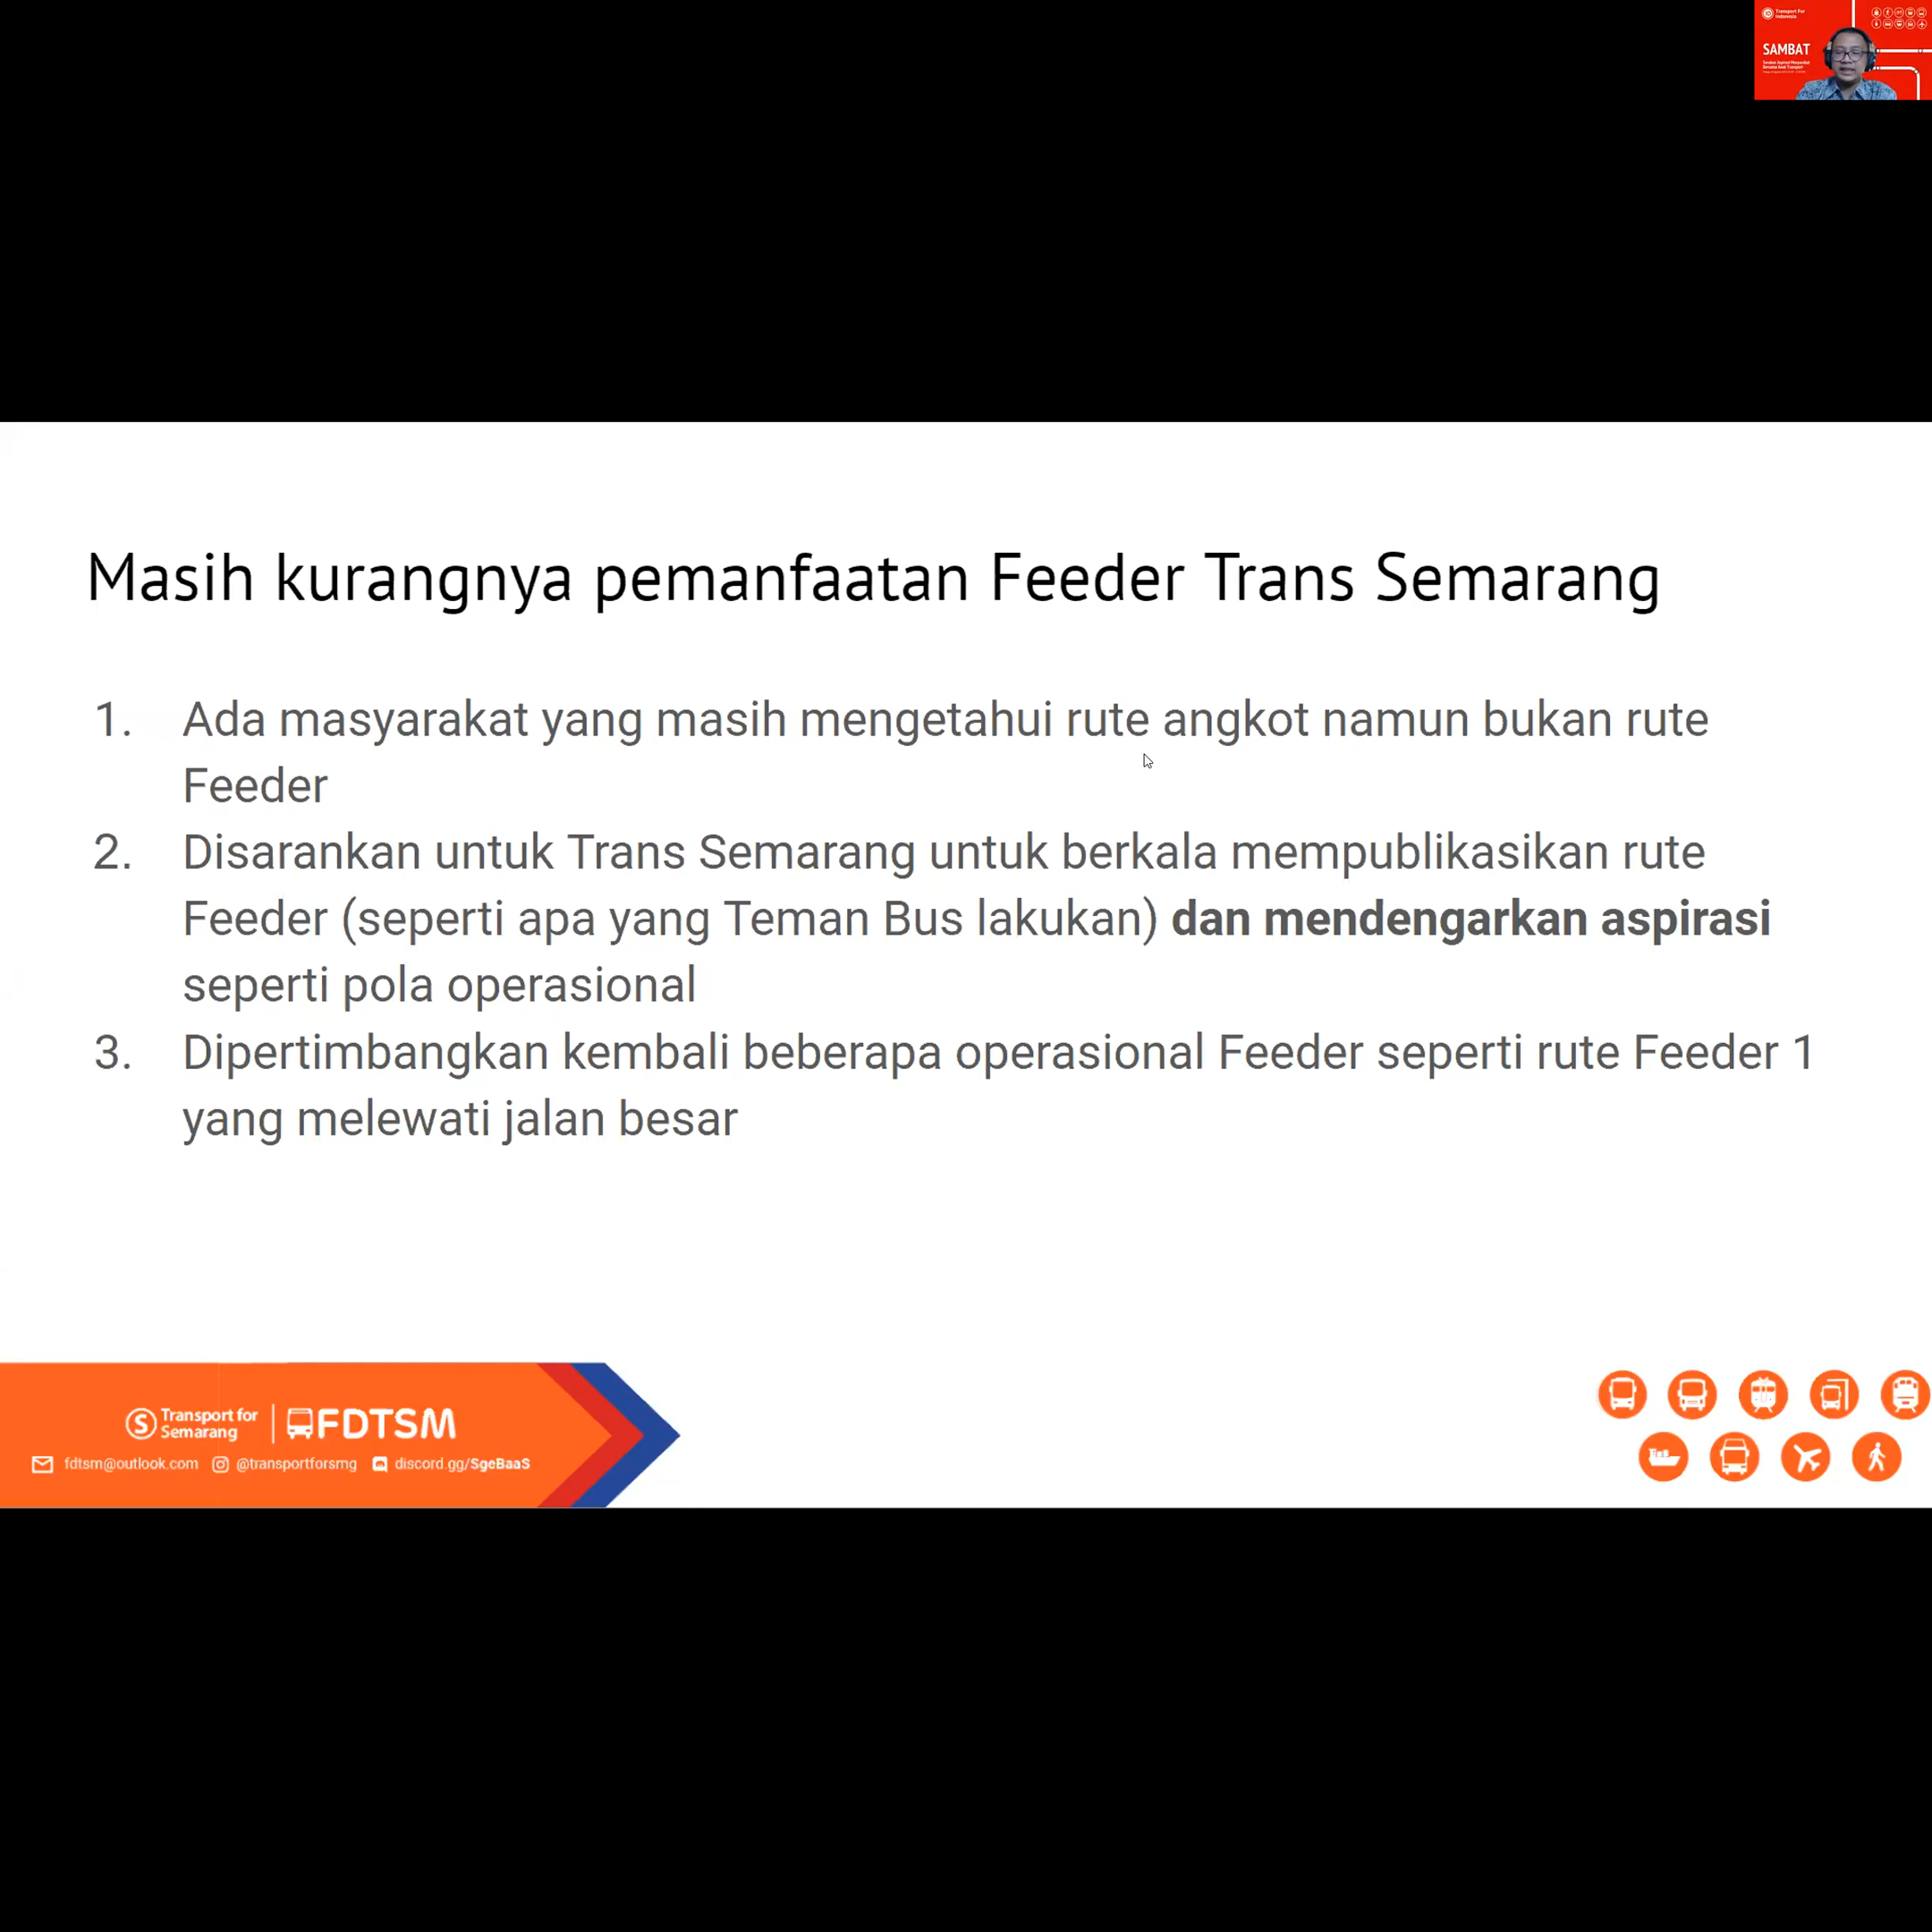 Transport For
Indonesia
SAMBAT
Masih kurangnya pemanfaatan Feeder Trans Semarang
1. Ada masyarakat yang masih mengetahui rute angkot namun bukan rute
Feeder
2. Disarankan untuk Trans Semarang untuk berkala mempublikasikan rute
Feeder (seperti apa yang Teman Bus lakukan) dan mendengarkan aspirasi
seperti pola operasional
3. Dipertimbangkan kembali beberapa operasional Feeder seperti rute Feeder 1
yang melewati jalan besar
Transport for
Semarang
FDTSM
fdtsm@outlook.com @transportforsmg discord.gg/SgeBaaS